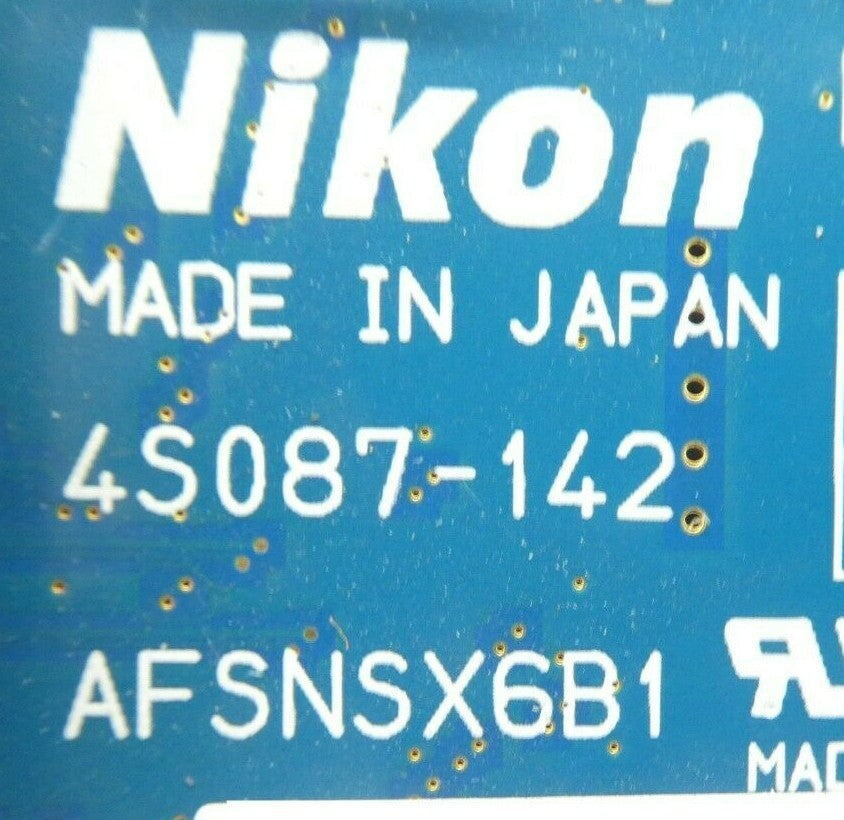 Nikon
MADE IN JAPAN
4S087-142
AFSNSX6B1